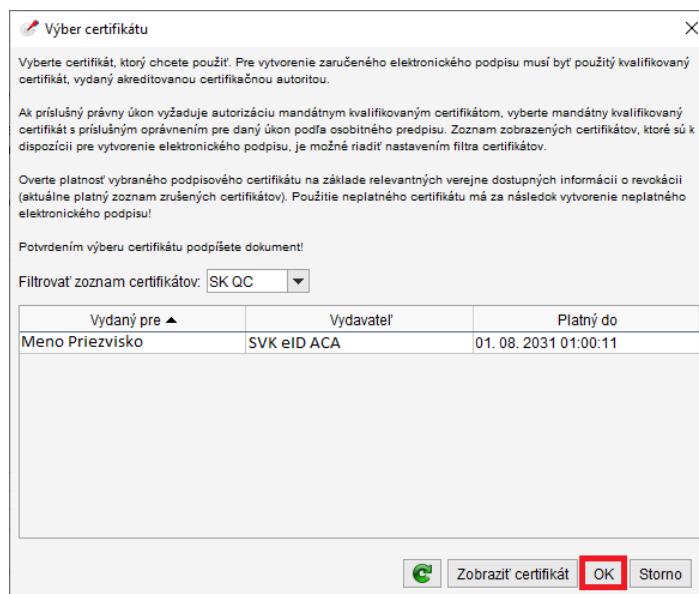 Výber certifikátu
Vyberte certifikát, ktorý chcete použiť. Pre vytvorenie zaručeného elektronického podpisu musí byť použitý kvalifikovaný
certifikát, vydaný akreditovanou certifikačnou autoritou.
Ak príslušný právny úkon vyžaduje autorizáciu mandátnym kvalifikovaným certifikátom, vyberte mandátny kvalifikovaný
certifikát s príslušným oprávnením pre daný úkon podľa osobitného predpisu. Zoznam zobrazených certifikátov, ktoré sú k
dispozícii pre vytvorenie elektronického podpisu, je možné riadiť nastavením filtra certifikátov.
Overte platnosť vybraného podpisového certifikátu na základe relevantných verejne dostupných informácii o revokácii
(aktuálne platný zoznam zrušených certifikátov). Použitie neplatného certifikátu má za následok vytvorenie neplatného
elektronického podpisu!
Potvrdením výberu certifikátu podpíšete dokument!
Filtrovať zoznam certifikátov: SK QC
Vydaný pre Vydavateľ Platný do
Meno Priezvisko SVK eID ACA 01. 08. 2031 01:00:11
Zobraziť certifikát OK Storno